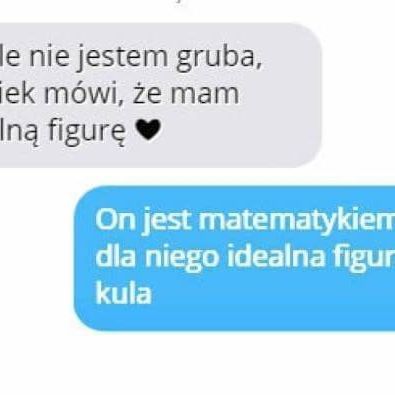 le nie jestem gruba,
iek mówi, że mam
lną figurę 🖤
On jest matematykiem
dla niego idealna figur
kula